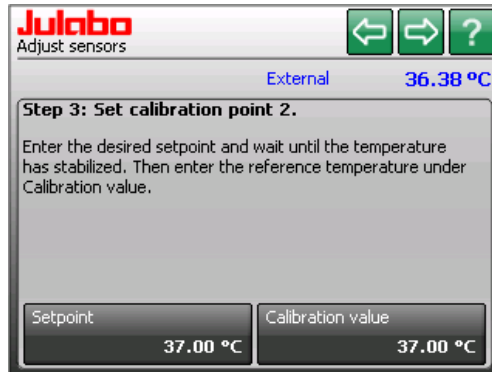 Julabo
Adjust sensors
?
External 36.38 °C
Step 3: Set calibration point 2.
Enter the desired setpoint and wait until the temperature
has stabilized. Then enter the reference temperature under
Calibration value.
Setpoint
37.00 °C
Calibration value
37.00 °C